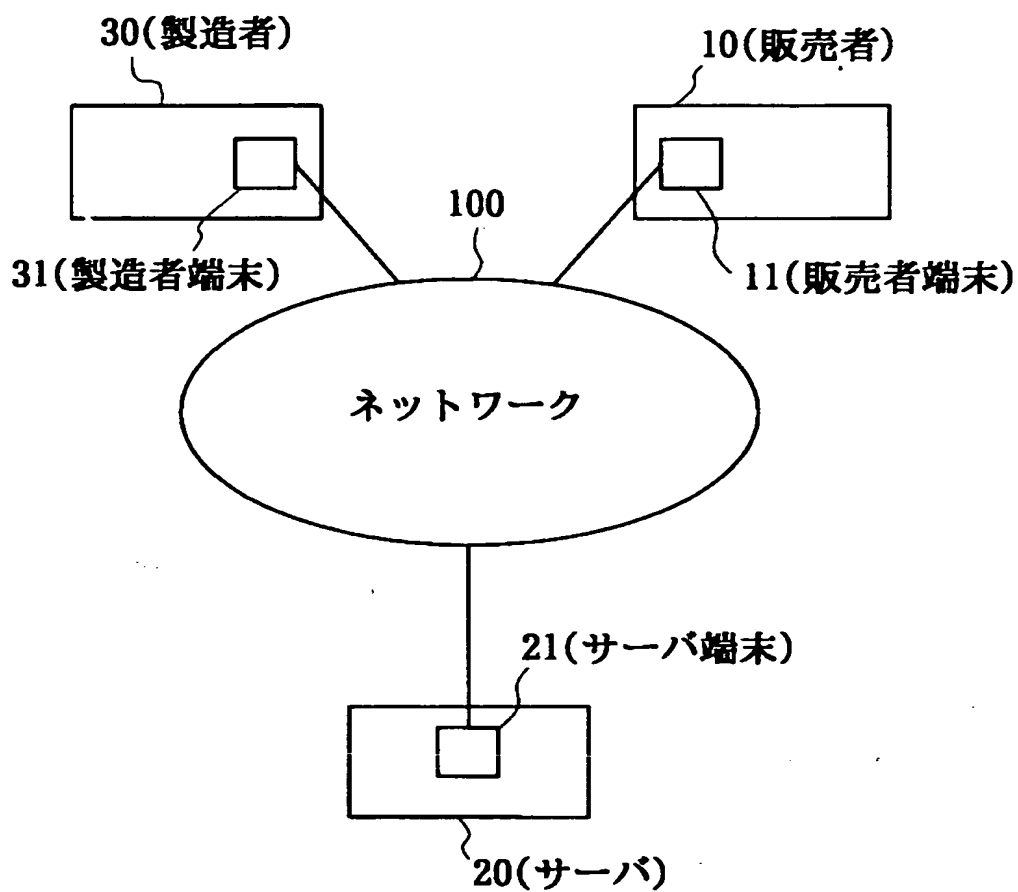 30(製造者)
10(販売者)
100
31(製造者端末)
11(販売者端末)
ネットワーク
21(サーバ端末)
20(サーバ)